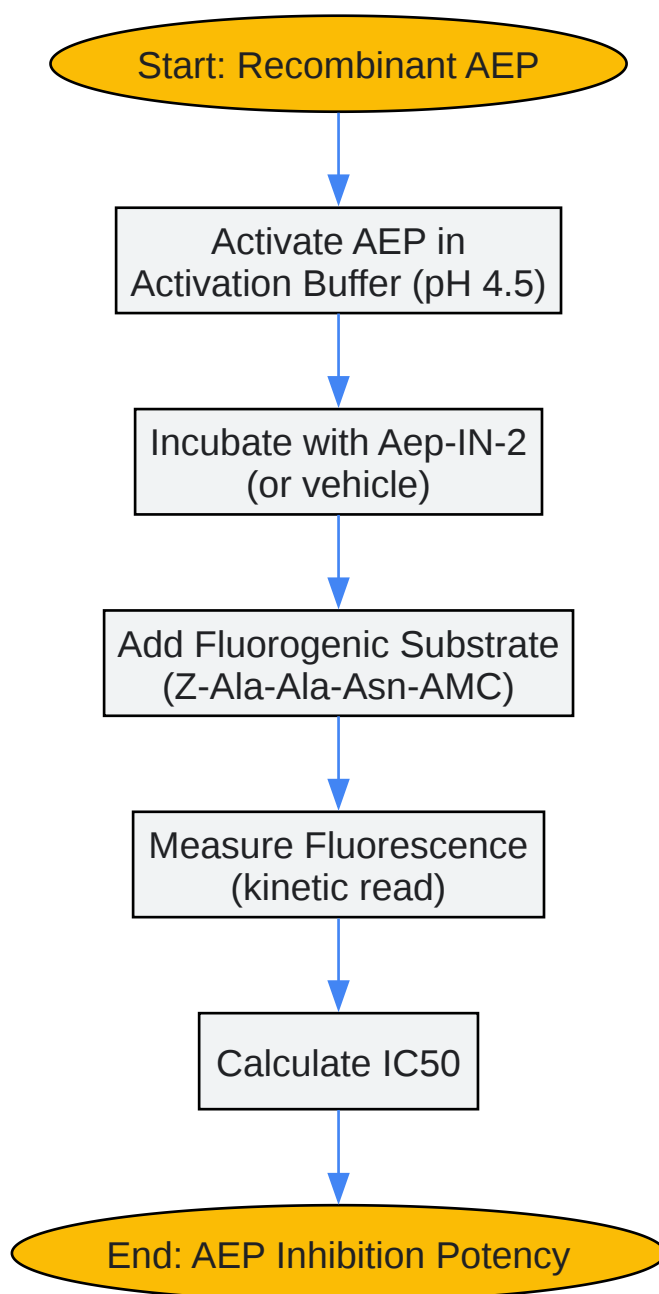 Start: Recombinant AEP
Activate AEP in
Activation Buffer (pH 4.5)
Incubate with Aep-IN-2
(or vehicle)
Add Fluorogenic Substrate
(Z-Ala-Ala-Asn-AMC)
Measure Fluorescence
(kinetic read)
Calculate IC50
End: AEP Inhibition Potency